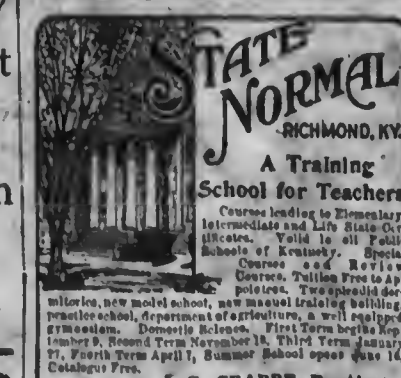 STATE
NORMAL
RICHMOND, KY.
A Training
School for Teachers
Courses leading to Elementary
Intermediate and Life State Cer
tificates. Valid in all Public
Schools of Kentucky. Special
Courses and Review
Courses. Tuition Free to Ap
pointees. Two splendid dor
mitories, new model school, new manual training building,
practice school, department of agriculture, a well equipped
gymnasium. Domestic Science. First Term begins Sep
tember 9, Second Term November 18, Third Term January
27, Fourth Term April 7, Summer School opens June 16
Catalogue Free.